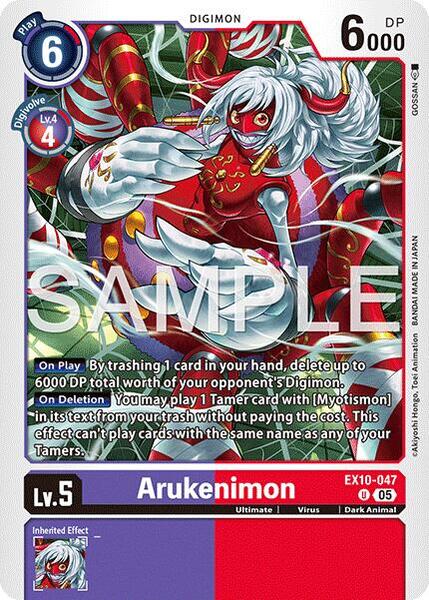 Play
6
DIGIMON
6000
DP
Digivolve
Lv.4
4
GOSSAN
©Akiyoshi Hongo, Toei Animation BANDAI MADE IN JAPAN
SAMPLE
On Play By trashing 1 card in your hand, delete up to
6000 DP total worth of your opponent's Digimon.
On Deletion You may play 1 Tamer card with [Myotismon]
in its text from your trash without paying the cost. This
effect can't play cards with the same name as any of your
Tamers.
Lv.5
Arukenimon
EX10-047
U 05
Ultimate | Virus | Dark Animal
Inherited Effect
–